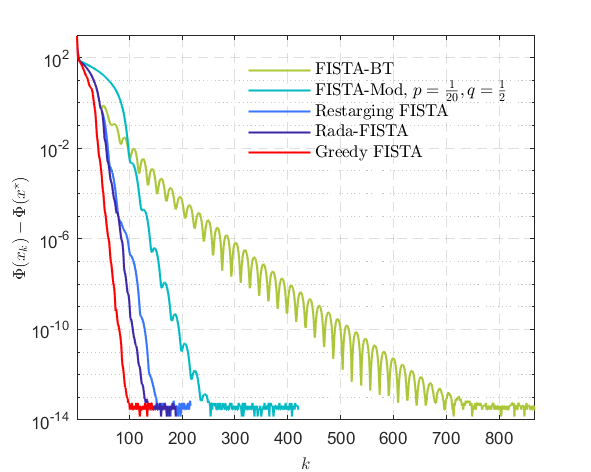 10^2
10^-2
10^-6
10^-10
10^-14
Φ(x_k) − Φ(x*)
FISTA-BT
FISTA-Mod, p = 1/20, q = 1/2
Restarging FISTA
Rada-FISTA
Greedy FISTA
100 200 300 400 500 600 700 800
k